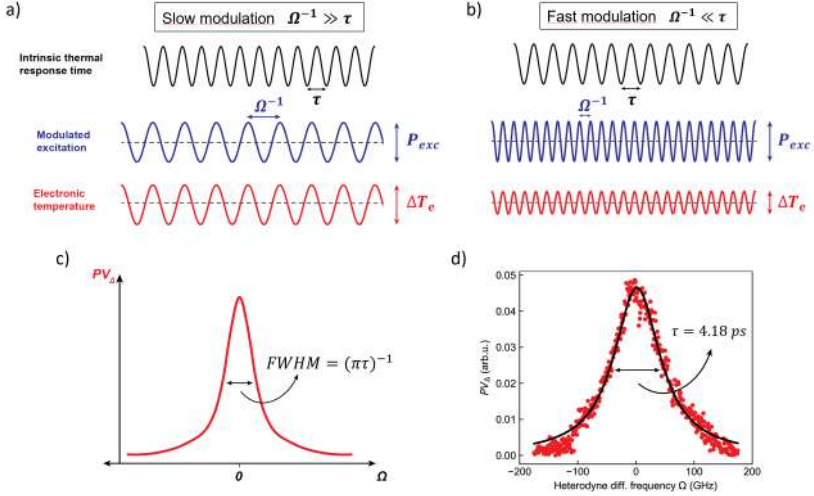 a)
Slow modulation Ω⁻¹ ≫ τ
Intrinsic thermal
response time
τ
Ω⁻¹
Modulated
excitation
P_exc
Electronic
temperature
ΔT_e
b)
Fast modulation Ω⁻¹ ≪ τ
τ
Ω⁻¹
P_exc
ΔT_e
c)
PV_Δ
FWHM = (πτ)⁻¹
0
Ω
d)
0.05
0.04
0.03
0.02
0.01
0.00
PV_Δ (arb.u.)
τ = 4.18 ps
−200
−100
0
100
200
Heterodyne diff. frequency Ω (GHz)